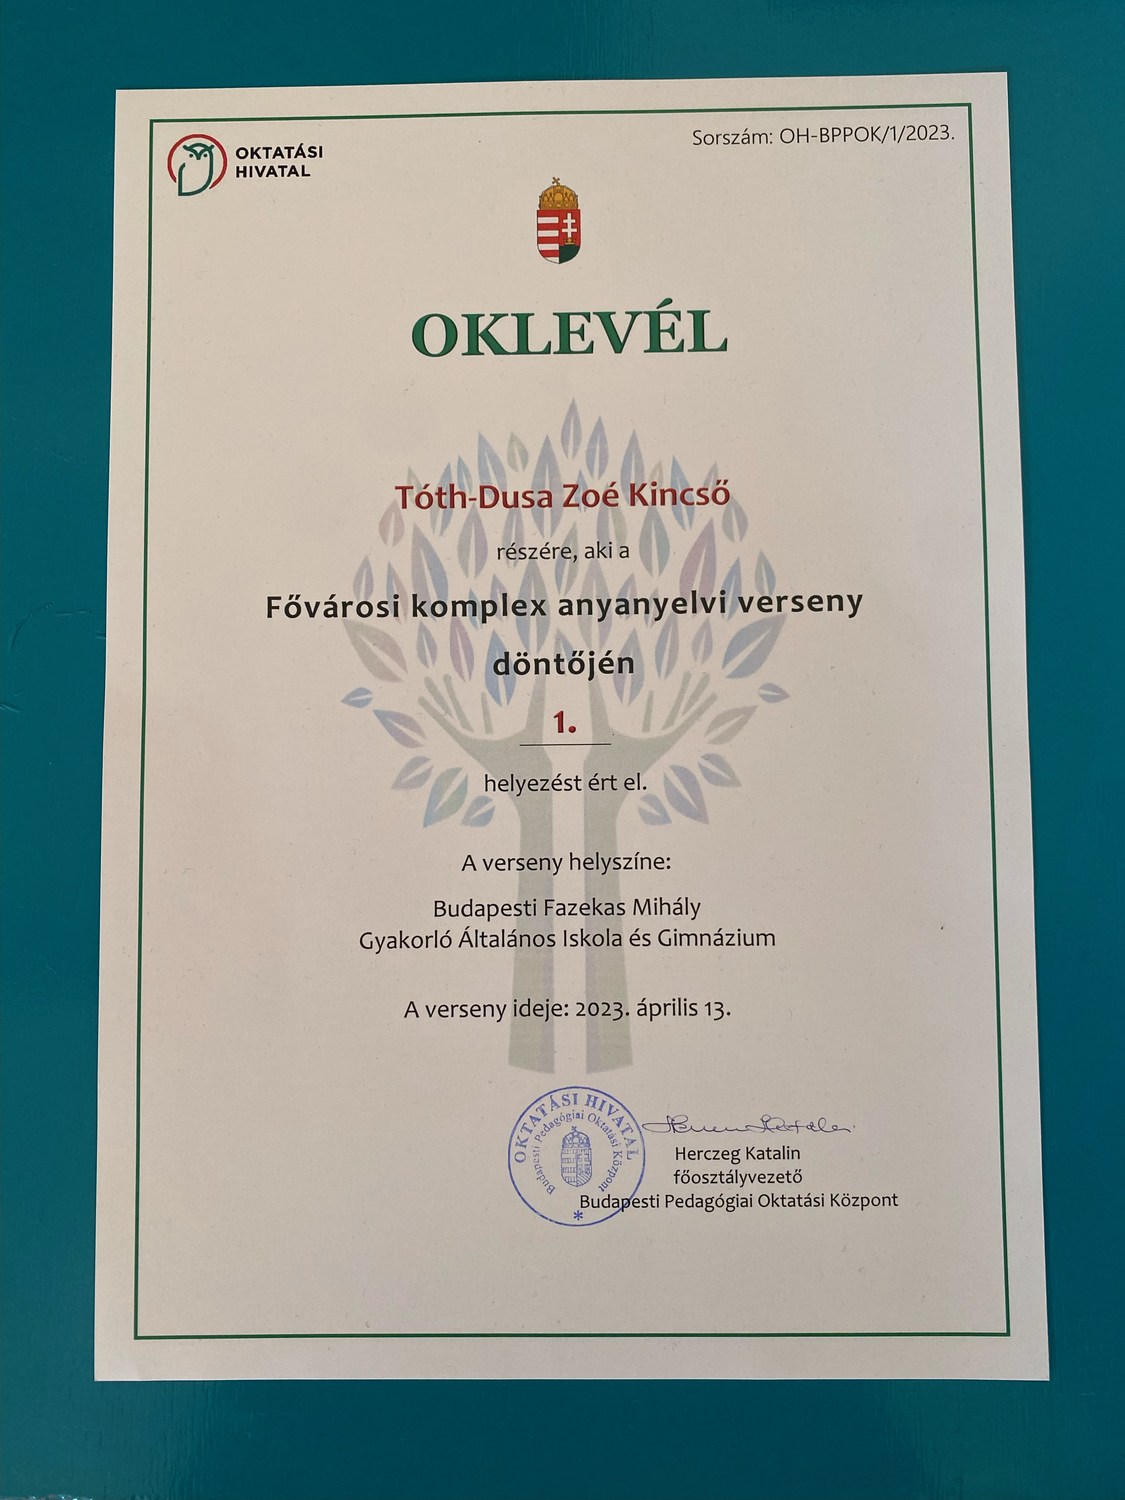 OKTATÁSI
HIVATAL
Sorszám: OH-BPPOK/1/2023.
OKLEVÉL
Tóth-Dusa Zoé Kincső
részére, aki a
Fővárosi komplex anyanyelvi verseny
döntőjén
1.
helyezést ért el.
A verseny helyszíne:
Budapesti Fazekas Mihály
Gyakorló Általános Iskola és Gimnázium
A verseny ideje: 2023. április 13.
OKTATÁSI HIVATAL
Budapesti Pedagógiai Oktatási Központ
*
Herczeg Katalin
főosztályvezető
Budapesti Pedagógiai Oktatási Központ